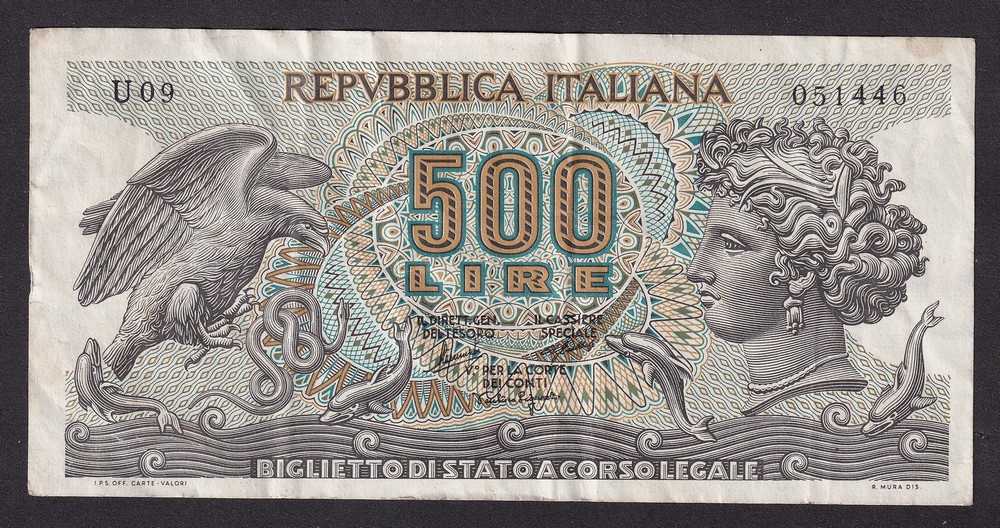 REPVBBLICA ITALIANA
U 09
051446
500
LIRE
IL DIRETT. GEN. DEL TESORO
IL CASSIERE SPECIALE
Vº PER LA CORTE DEI CONTI
BIGLIETTO DI STATO A CORSO LEGALE
I.P.S. OFF. CARTE-VALORI
R. MURA DIS.